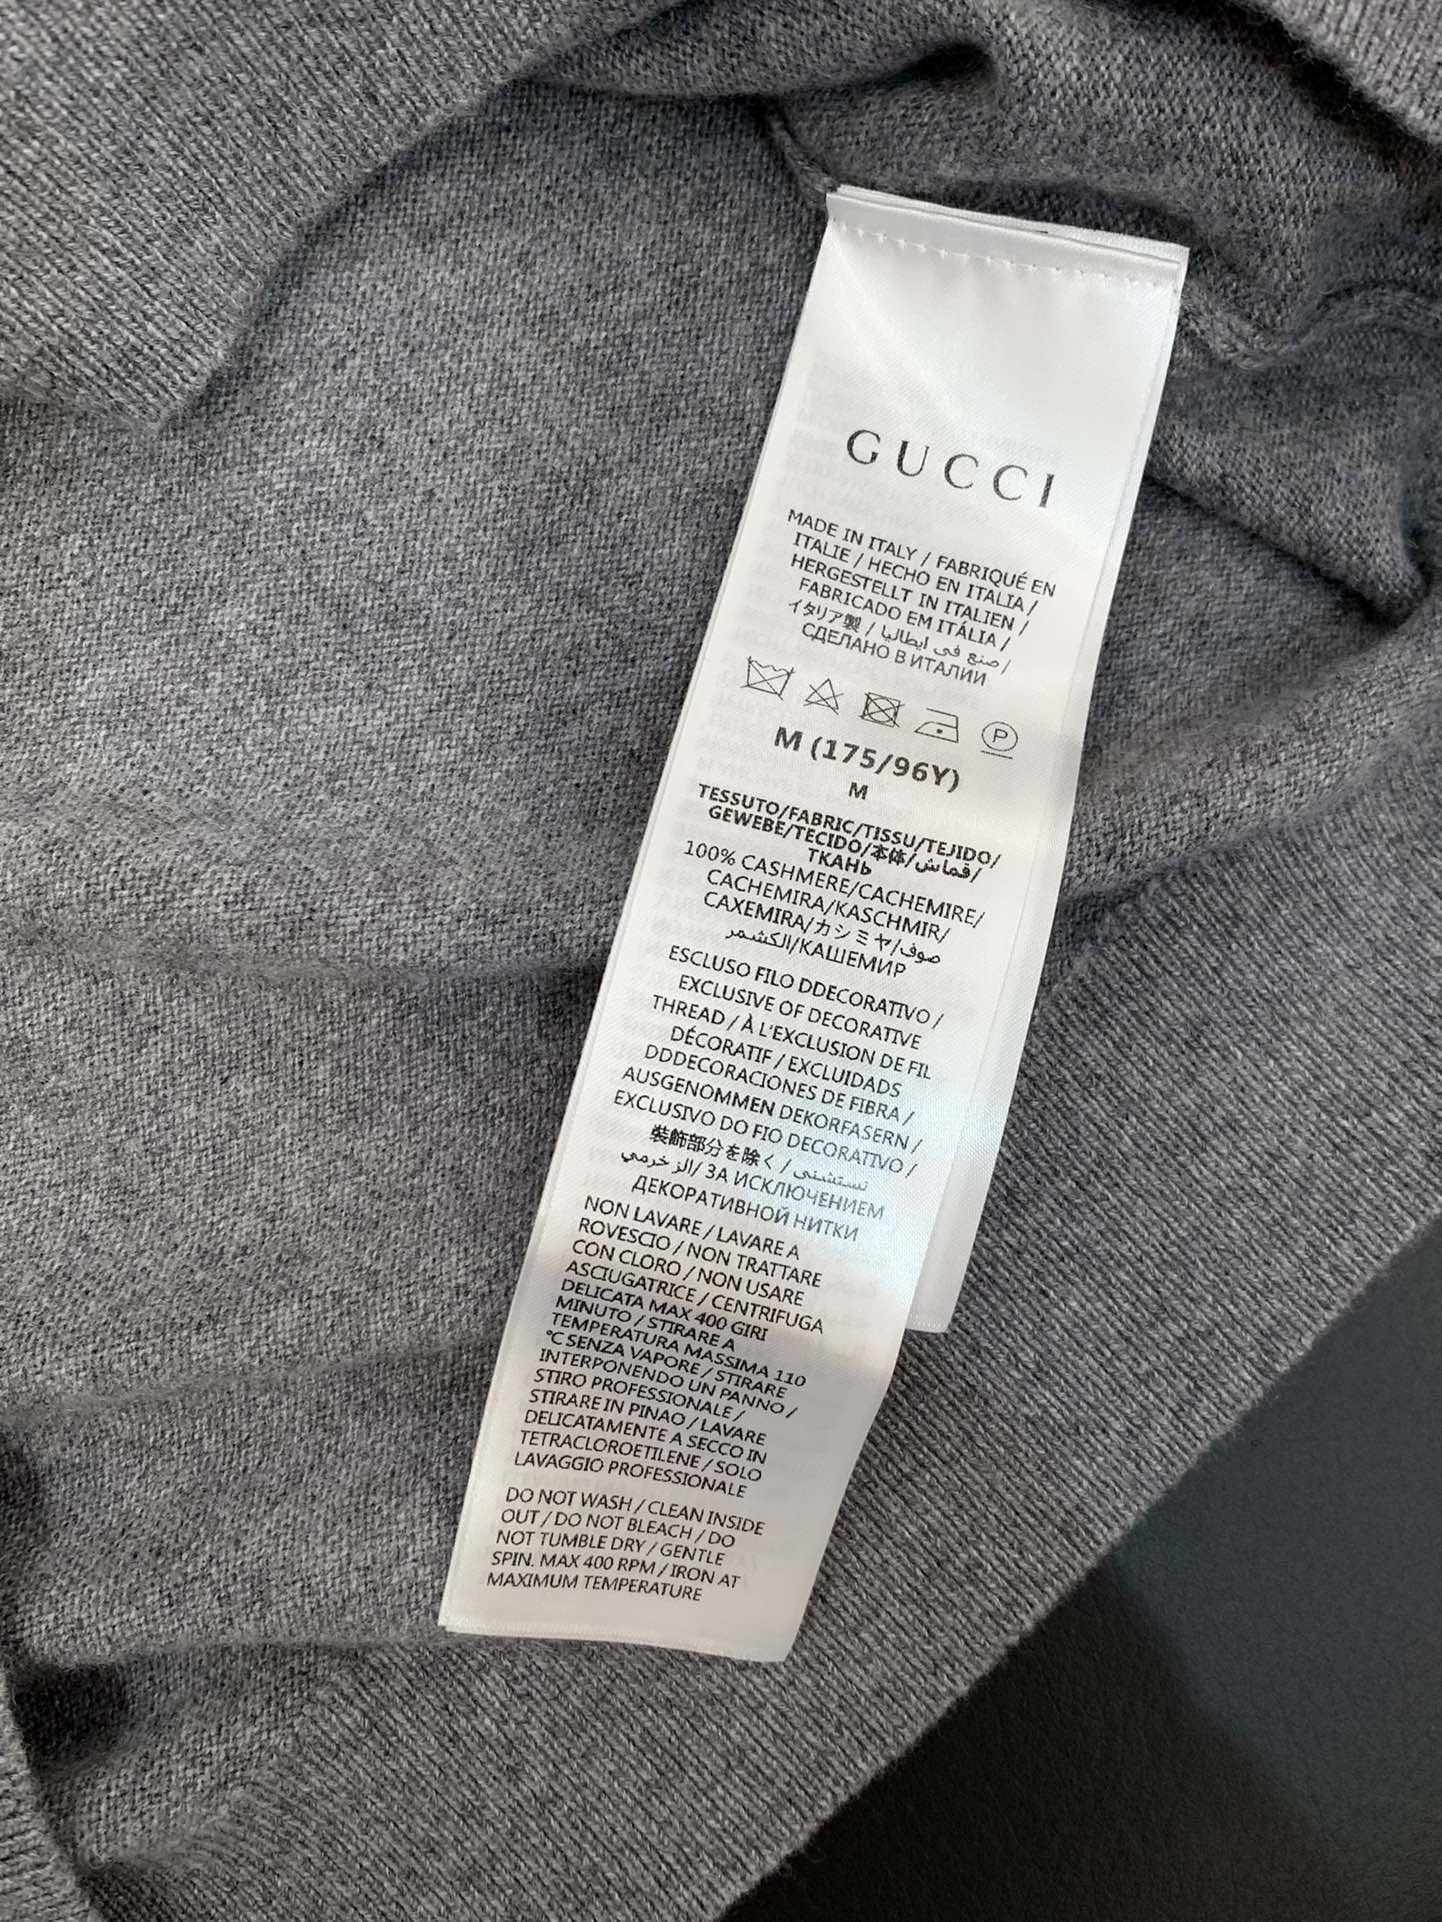 GUCCI
MADE IN ITALY / FABRIQUÉ EN
ITALIE / HECHO EN ITALIA /
HERGESTELLT IN ITALIEN /
FABRICADO EM ITÁLIA /
イタリア製 / صنع في ايطاليا /
СДЕЛАНО В ИТАЛИИ
P
M (175/96Y)
M
TESSUTO/FABRIC/TISSU/TEJIDO/
GEWEBE/TECIDO/本体/قماش/
ТКАНЬ
100% CASHMERE/CACHEMIRE/
CACHEMIRA/KASCHMIR/
CAXEMIRA/カシミヤ/صوف
الكشمر/КАШЕМИР
ESCLUSO FILO DDECORATIVO /
EXCLUSIVE OF DECORATIVE
THREAD / À L'EXCLUSION DE FIL
DÉCORATIF / EXCLUIDADS
DDDECORACIONES DE FIBRA /
AUSGENOMMEN DEKORFASERN /
EXCLUSIVO DO FIO DECORATIVO /
装飾部分を除く / تستثنى
الزخرمي/ ЗА ИСКЛЮЧЕНИЕМ
ДЕКОРАТИВНОЙ НИТКИ
NON LAVARE / LAVARE A
ROVESCIO / NON TRATTARE
CON CLORO / NON USARE
ASCIUGATRICE / CENTRIFUGA
DELICATA MAX 400 GIRI
MINUTO / STIRARE A
TEMPERATURA MASSIMA 110
°C SENZA VAPORE / STIRARE
INTERPONENDO UN PANNO /
STIRO PROFESSIONALE /
STIRARE IN PINAO / LAVARE
DELICATAMENTE A SECCO IN
TETRACLOROETILENE / SOLO
LAVAGGIO PROFESSIONALE
DO NOT WASH / CLEAN INSIDE
OUT / DO NOT BLEACH / DO
NOT TUMBLE DRY / GENTLE
SPIN. MAX 400 RPM / IRON AT
MAXIMUM TEMPERATURE